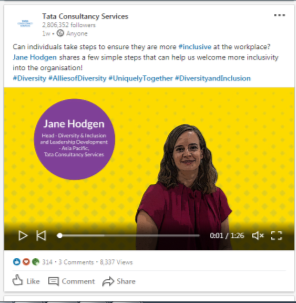 Tata Consultancy Services
2,806,352 followers
1w • Anyone
Can individuals take steps to ensure they are more #inclusive at the workplace?
Jane Hodgen shares a few simple steps that can help us welcome more inclusivity
into the organisation!
#Diversity #AlliesofDiversity #UniquelyTogether #DiversityandInclusion
Jane Hodgen
Head - Diversity & Inclusion
and Leadership Development
- Asia Pacific,
Tata Consultancy Services
0:01 / 1:26
314 • 3 Comments • 8,337 Views
Like Comment Share